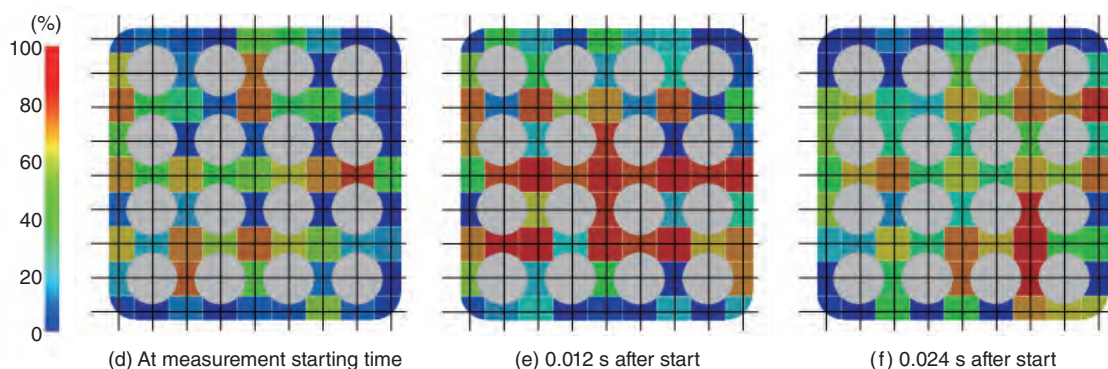 (%)
100
80
60
40
20
0
(d) At measurement starting time
(e) 0.012 s after start
(f) 0.024 s after start